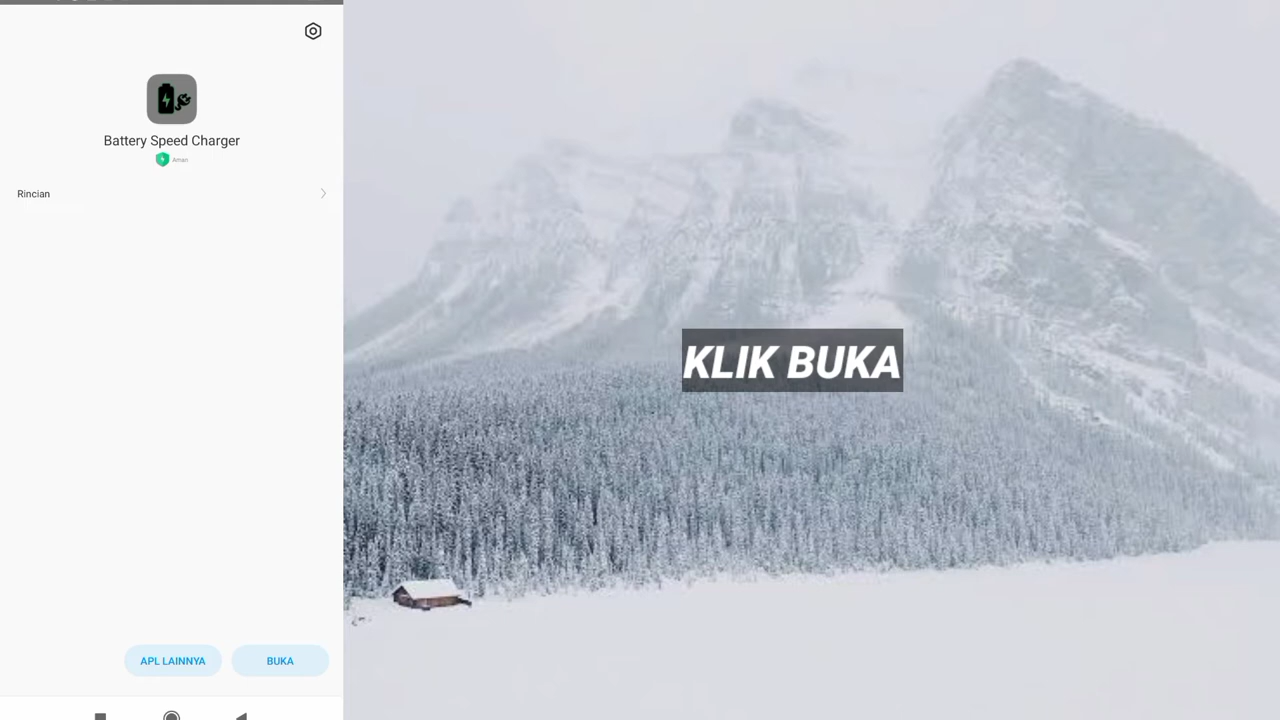 Battery Speed Charger
Aman
Rincian
KLIK BUKA
APL LAINNYA
BUKA